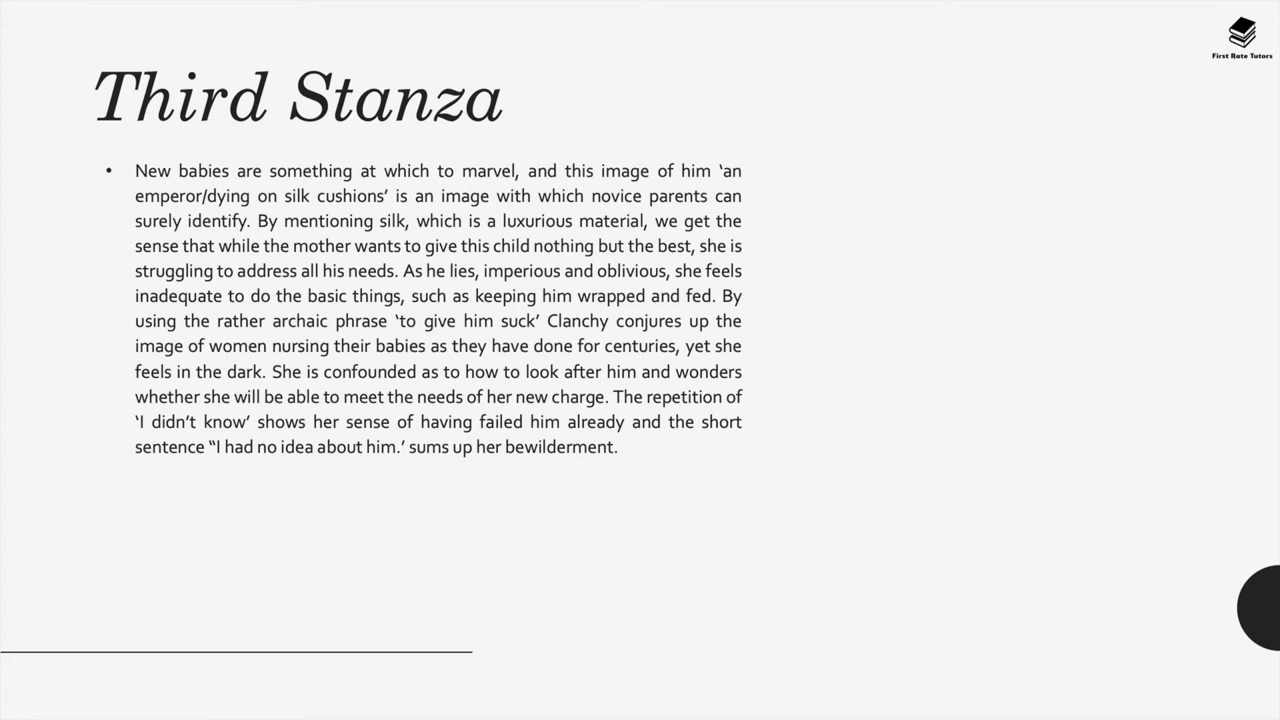 First Rate Tutors
Third Stanza
• New babies are something at which to marvel, and this image of him ‘an
emperor/dying on silk cushions’ is an image with which novice parents can
surely identify. By mentioning silk, which is a luxurious material, we get the
sense that while the mother wants to give this child nothing but the best, she is
struggling to address all his needs. As he lies, imperious and oblivious, she feels
inadequate to do the basic things, such as keeping him wrapped and fed. By
using the rather archaic phrase ‘to give him suck’ Clanchy conjures up the
image of women nursing their babies as they have done for centuries, yet she
feels in the dark. She is confounded as to how to look after him and wonders
whether she will be able to meet the needs of her new charge. The repetition of
‘I didn’t know’ shows her sense of having failed him already and the short
sentence “I had no idea about him.’ sums up her bewilderment.